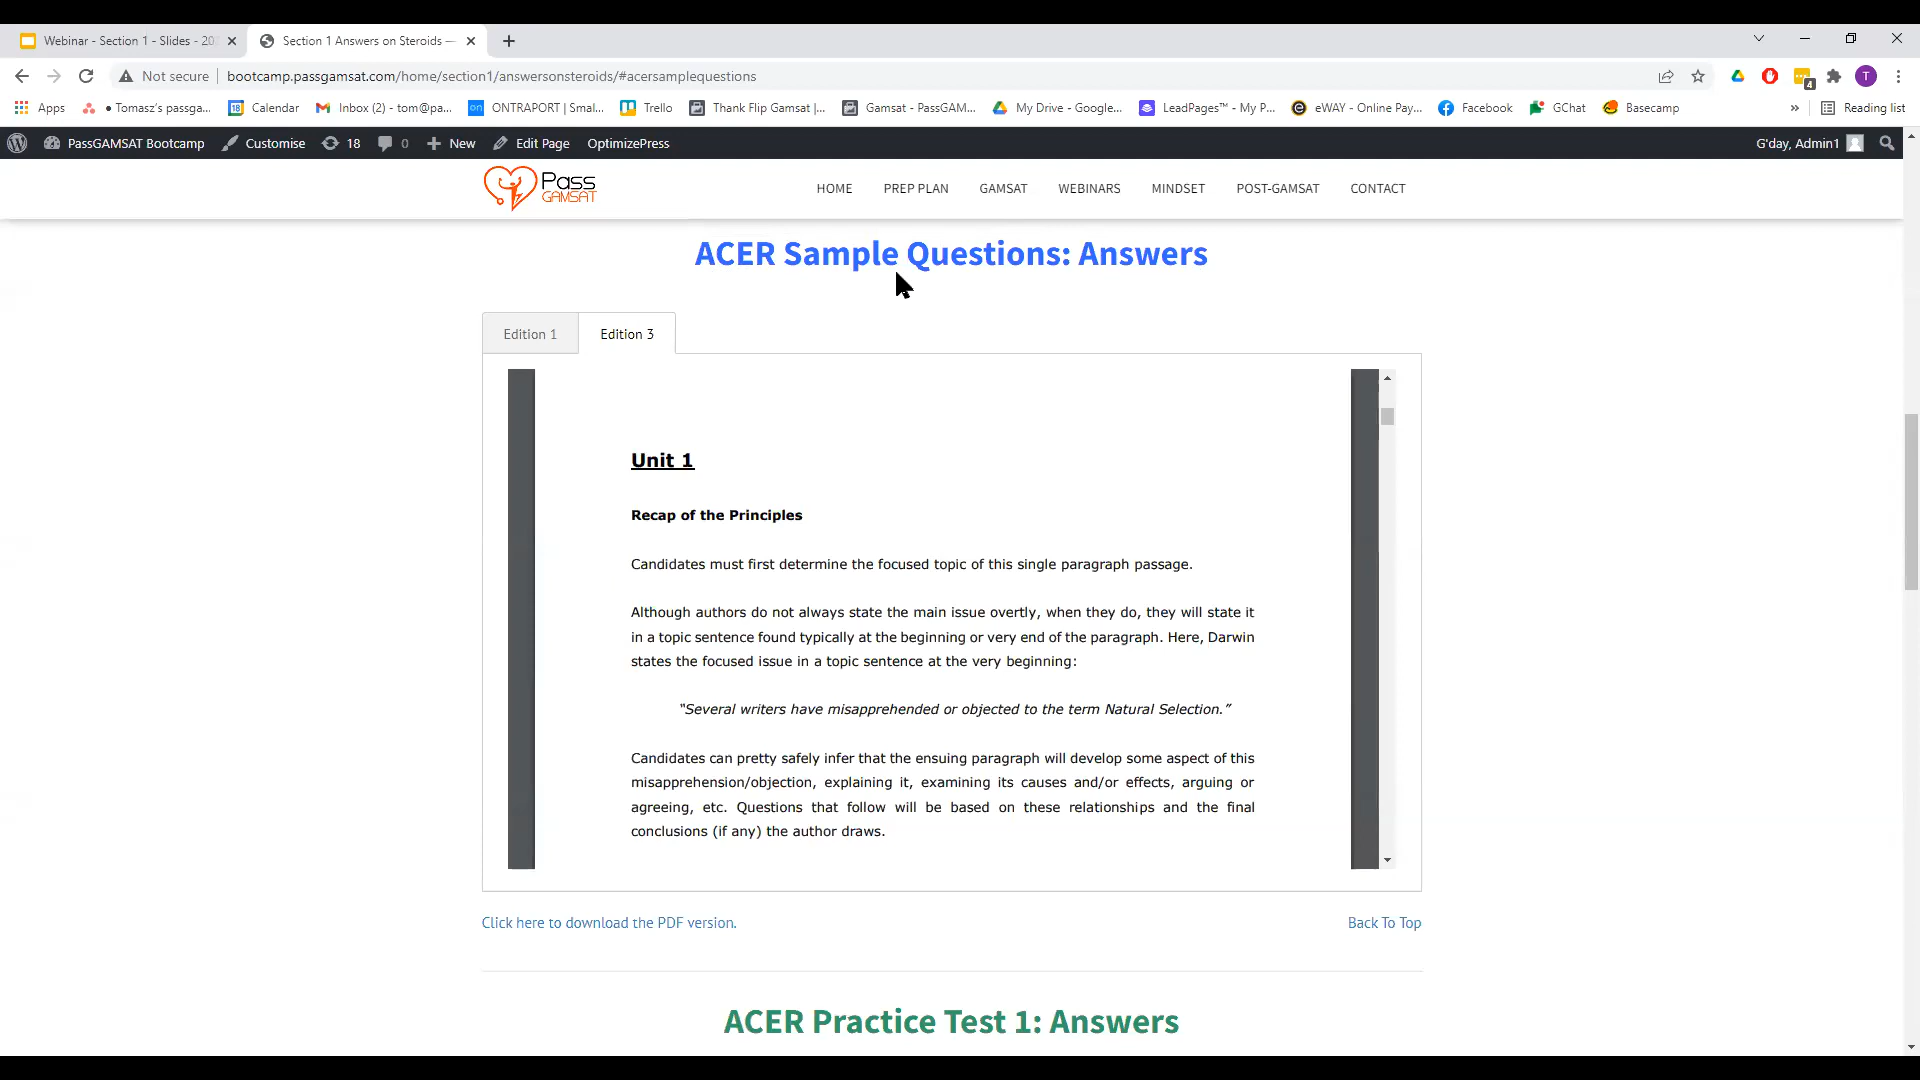 Webinar - Section 1 - Slides - 20
Section 1 Answers on Steroids —
Not secure
bootcamp.passgamsat.com/home/section1/answersonsteroids/#acersamplequestions
4
T
Apps
• Tomasz's passga...
18
Calendar
Inbox (2) - tom@pa...
on
ONTRAPORT | Smal...
Trello
Thank Flip Gamsat |...
Gamsat - PassGAM...
My Drive - Google...
LeadPages™ - My P...
eWAY - Online Pay...
Facebook
GChat
Basecamp
»
Reading list
PassGAMSAT Bootcamp
Customise
18
0
New
Edit Page
OptimizePress
G'day, Admin1
Pass
GAMSAT
HOME
PREP PLAN
GAMSAT
WEBINARS
MINDSET
POST-GAMSAT
CONTACT
ACER Sample Questions: Answers
Edition 1
Edition 3
Unit 1
Recap of the Principles
Candidates must first determine the focused topic of this single paragraph passage.
Although authors do not always state the main issue overtly, when they do, they will state it
in a topic sentence found typically at the beginning or very end of the paragraph. Here, Darwin
states the focused issue in a topic sentence at the very beginning:
"Several writers have misapprehended or objected to the term Natural Selection."
Candidates can pretty safely infer that the ensuing paragraph will develop some aspect of this
misapprehension/objection, explaining it, examining its causes and/or effects, arguing or
agreeing, etc. Questions that follow will be based on these relationships and the final
conclusions (if any) the author draws.
Click here to download the PDF version.
Back To Top
ACER Practice Test 1: Answers